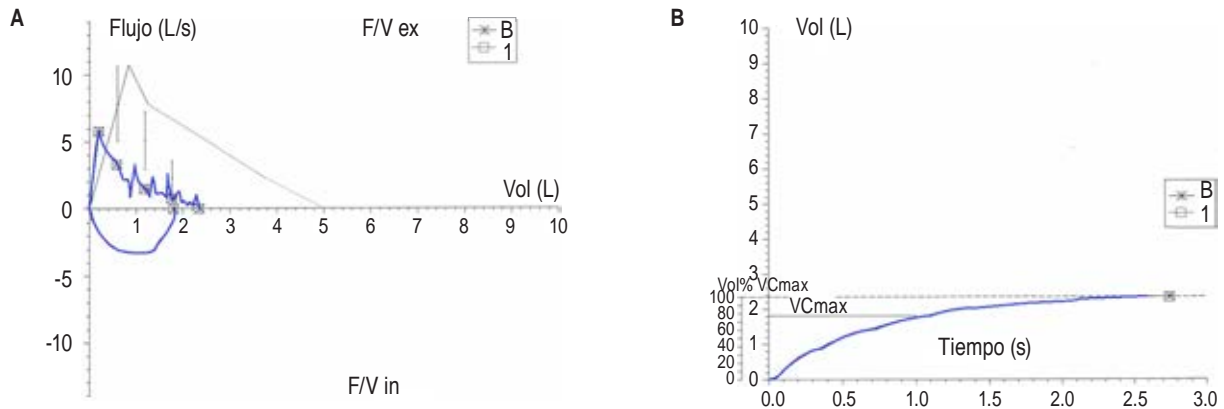 A
Flujo (L/s)
F/V ex
B
1
10
5
0
-5
-10
1 2 3 4 5 6 7 8 9 10
Vol (L)
F/V in
B
Vol (L)
10
9
8
7
6
5
4
3
2
1
0
Vol% VCmax
100
80
60
40
20
0
VCmax
B
1
Tiempo (s)
0.0 0.5 1.0 1.5 2.0 2.5 3.0